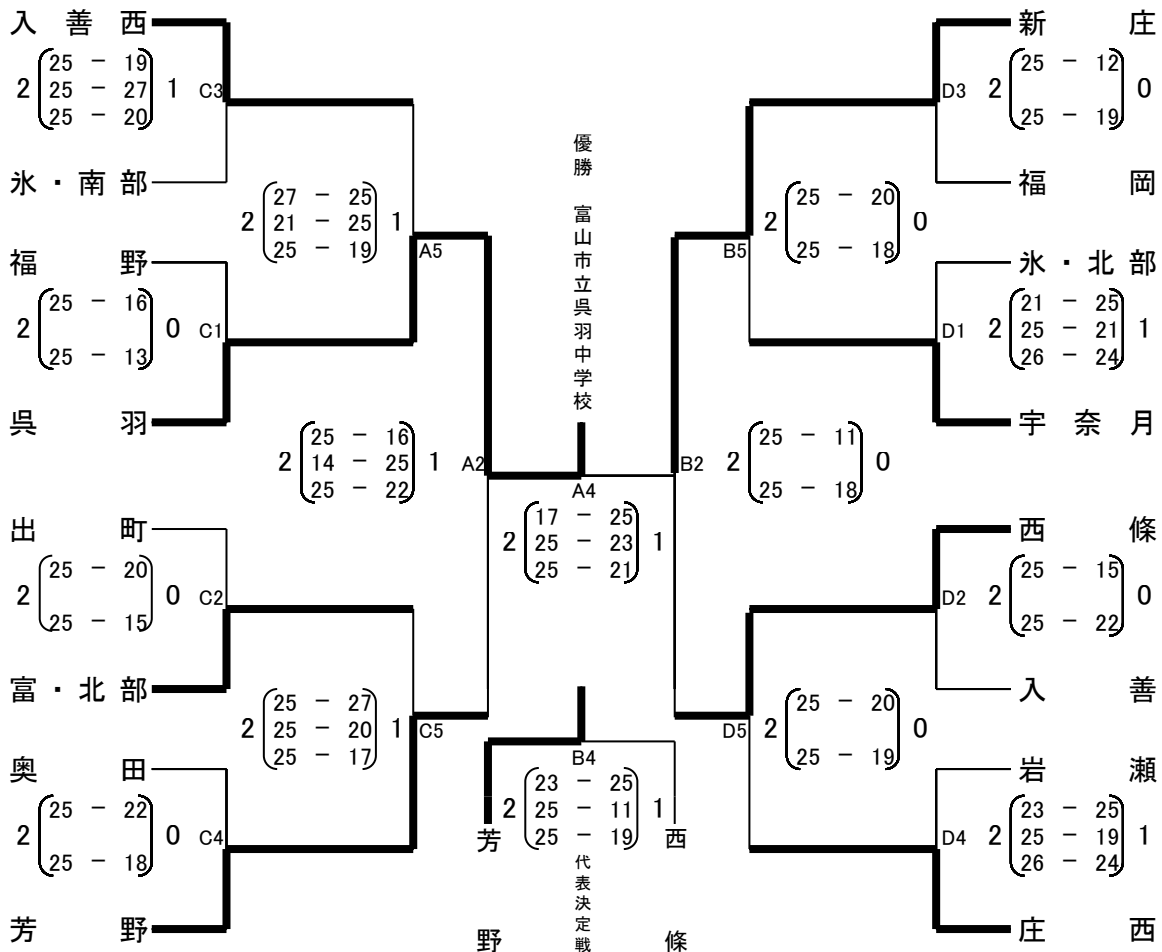 入善西
25 - 19
2 25 - 27 1 C3
25 - 20
氷・南部
27 - 25
2 21 - 25 1
25 - 19
A5
福野
25 - 16
2 0 C1
25 - 13
呉羽
25 - 16
2 14 - 25 1 A2
25 - 22
出町
25 - 20
2 0 C2
25 - 15
富・北部
25 - 27
2 25 - 20 1
25 - 17
C5
奥田
25 - 22
2 0 C4
25 - 18
芳野
優勝 富山市立呉羽中学校
A4
17 - 25
2 25 - 23 1
25 - 21
B4
23 - 25
2 25 - 11 1
25 - 19
芳野
代表決定戦
西條
新庄
25 - 12
D3 2 0
25 - 19
福岡
25 - 20
2 0
25 - 18
B5
氷・北部
21 - 25
D1 2 25 - 21 1
26 - 24
宇奈月
25 - 11
B2 2 0
25 - 18
西條
25 - 15
D2 2 0
25 - 22
入善
25 - 20
D5 2 0
25 - 19
岩瀬
23 - 25
D4 2 25 - 19 1
26 - 24
庄西